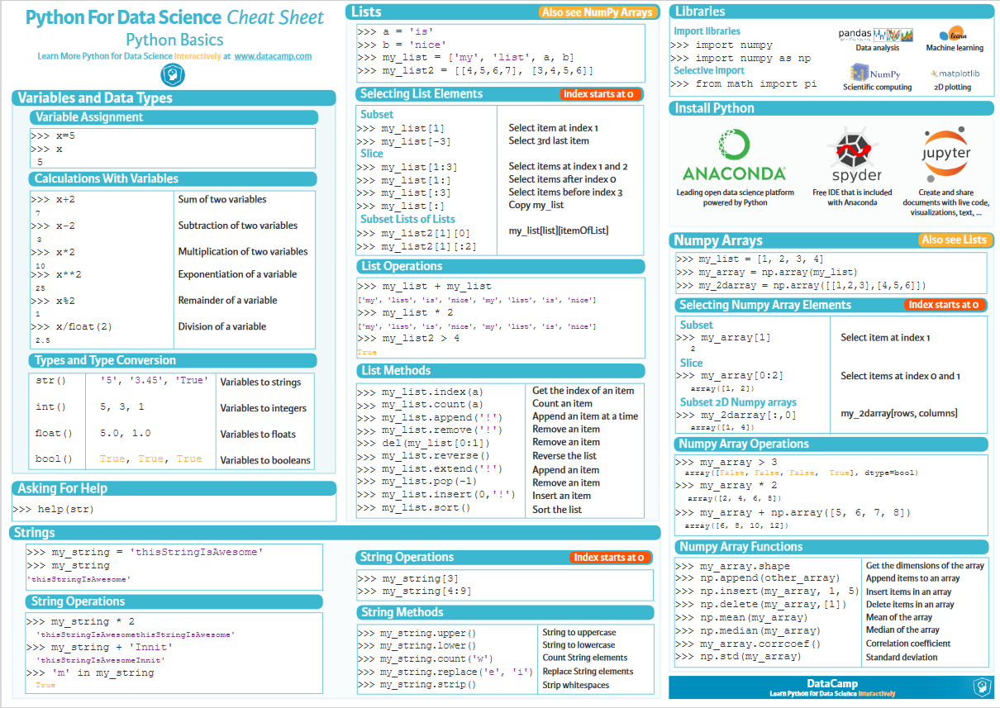 Python For Data Science Cheat Sheet
Python Basics
Learn More Python for Data Science Interactively at www.datacamp.com
Variables and Data Types
Variable Assignment
>>> x=5
>>> x
5
Calculations With Variables
>>> x+2 Sum of two variables
7
>>> x-2 Subtraction of two variables
3
>>> x*2 Multiplication of two variables
10
>>> x**2 Exponentiation of a variable
25
>>> x%2 Remainder of a variable
1
>>> x/float(2) Division of a variable
2.5
Types and Type Conversion
str() '5', '3.45', 'True' Variables to strings
int() 5, 3, 1 Variables to integers
float() 5.0, 1.0 Variables to floats
bool() True, True, True Variables to booleans
Asking For Help
>>> help(str)
Strings
>>> my_string = 'thisStringIsAwesome'
>>> my_string
'thisStringIsAwesome'
String Operations
>>> my_string * 2
'thisStringIsAwesomethisStringIsAwesome'
>>> my_string + 'Innit'
'thisStringIsAwesomeInnit'
>>> 'm' in my_string
True
Lists Also see NumPy Arrays
>>> a = 'is'
>>> b = 'nice'
>>> my_list = ['my', 'list', a, b]
>>> my_list2 = [[4,5,6,7], [3,4,5,6]]
Selecting List Elements Index starts at 0
Subset
>>> my_list[1] Select item at index 1
>>> my_list[-3] Select 3rd last item
Slice
>>> my_list[1:3] Select items at index 1 and 2
>>> my_list[1:] Select items after index 0
>>> my_list[:3] Select items before index 3
>>> my_list[:] Copy my_list
Subset Lists of Lists
>>> my_list2[1][0] my_list[list][itemOfList]
>>> my_list2[1][:2]
List Operations
>>> my_list + my_list
['my', 'list', 'is', 'nice', 'my', 'list', 'is', 'nice']
>>> my_list * 2
['my', 'list', 'is', 'nice', 'my', 'list', 'is', 'nice']
>>> my_list2 > 4
True
List Methods
>>> my_list.index(a) Get the index of an item
>>> my_list.count(a) Count an item
>>> my_list.append('!') Append an item at a time
>>> my_list.remove('!') Remove an item
>>> del(my_list[0:1]) Remove an item
>>> my_list.reverse() Reverse the list
>>> my_list.extend('!') Append an item
>>> my_list.pop(-1) Remove an item
>>> my_list.insert(0,'!') Insert an item
>>> my_list.sort() Sort the list
String Operations Index starts at 0
>>> my_string[3]
>>> my_string[4:9]
String Methods
>>> my_string.upper() String to uppercase
>>> my_string.lower() String to lowercase
>>> my_string.count('w') Count String elements
>>> my_string.replace('e', 'i') Replace String elements
>>> my_string.strip() Strip whitespaces
Libraries
Import libraries
>>> import numpy
>>> import numpy as np
Selective import
>>> from math import pi
pandas
Data analysis
learn
Machine learning
NumPy
Scientific computing
matplotlib
2D plotting
Install Python
ANACONDA
Leading open data science platform
powered by Python
spyder
Free IDE that is included
with Anaconda
jupyter
Create and share
documents with live code,
visualizations, text, ...
Numpy Arrays Also see Lists
>>> my_list = [1, 2, 3, 4]
>>> my_array = np.array(my_list)
>>> my_2darray = np.array([[1,2,3],[4,5,6]])
Selecting Numpy Array Elements Index starts at 0
Subset
>>> my_array[1] Select item at index 1
2
Slice
>>> my_array[0:2] Select items at index 0 and 1
array([1, 2])
Subset 2D Numpy arrays
>>> my_2darray[:,0] my_2darray[rows, columns]
array([1, 4])
Numpy Array Operations
>>> my_array > 3
array([False, False, False, True], dtype=bool)
>>> my_array * 2
array([2, 4, 6, 8])
>>> my_array + np.array([5, 6, 7, 8])
array([6, 8, 10, 12])
Numpy Array Functions
>>> my_array.shape Get the dimensions of the array
>>> np.append(other_array) Append items to an array
>>> np.insert(my_array, 1, 5) Insert items in an array
>>> np.delete(my_array,[1]) Delete items in an array
>>> np.mean(my_array) Mean of the array
>>> np.median(my_array) Median of the array
>>> my_array.corrcoef() Correlation coefficient
>>> np.std(my_array) Standard deviation
DataCamp
Learn Python for Data Science Interactively